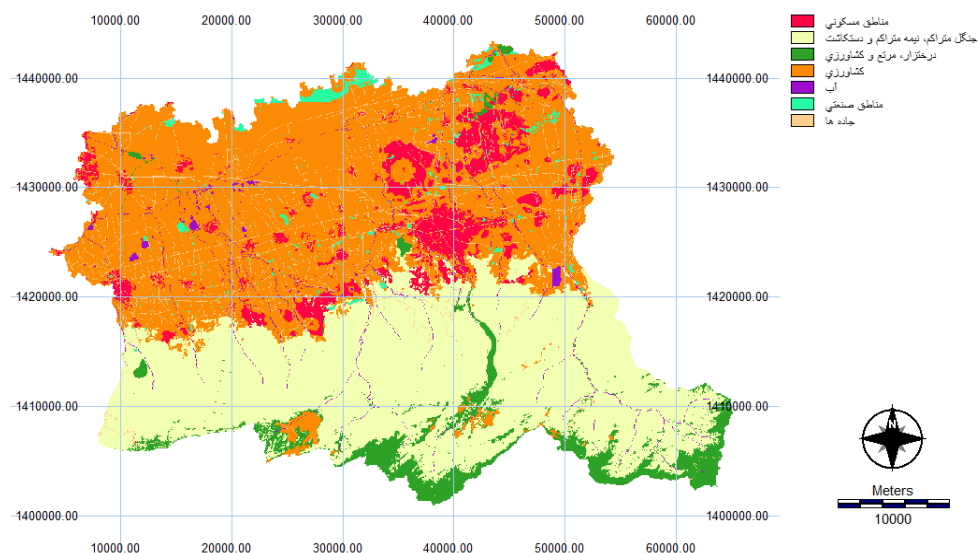 10000.00 20000.00 30000.00 40000.00 50000.00 60000.00
مناطق مسكوني
جنگل متراكم، نيمه متراكم و دستكاشت
درختزار، مرتع و كشاورزي
كشاورزي
آب
مناطق صنعتي
جاده ها
1440000.00 1440000.00
1430000.00 1430000.00
1420000.00 1420000.00
1410000.00 1410000.00
N
Meters
10000
1400000.00 1400000.00
10000.00 20000.00 30000.00 40000.00 50000.00 60000.00